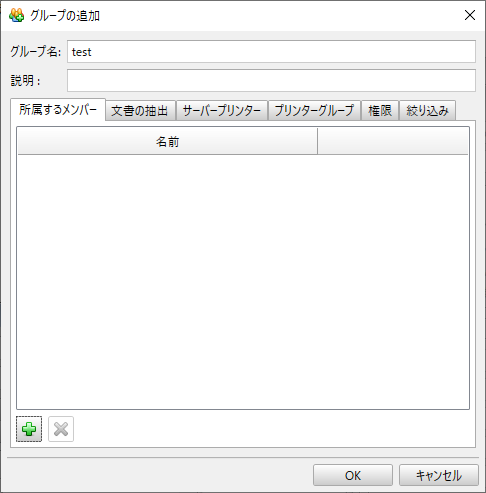 グループの追加
グループ名: test
説明 :
所属するメンバー 文書の抽出 サーバープリンター プリンターグループ 権限 絞り込み
名前
OK キャンセル